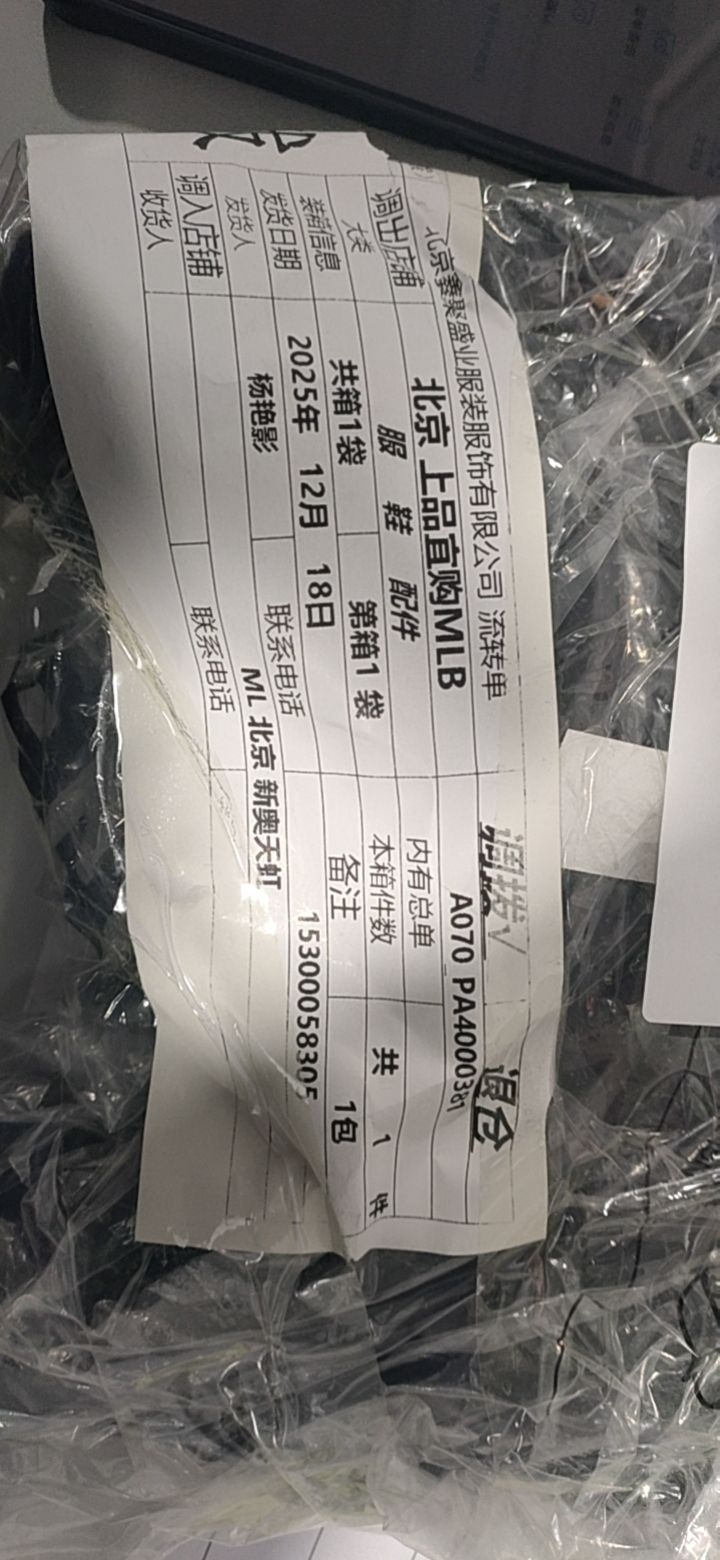 北京鑫聚盛业服装服饰有限公司 流转单 调拨√ 退仓
调出店铺 北京 上品宜购MLB A070 PA4000381
大类 服 鞋 配件 内有总单
装箱信息 共箱1袋 第箱1 袋 本箱件数 共 1 件
发货日期 2025年 12月 18日 备注 1包
发货人 杨艳影 联系电话 15300058305
调入店铺 ML 北京 新奥天虹
收货人 联系电话